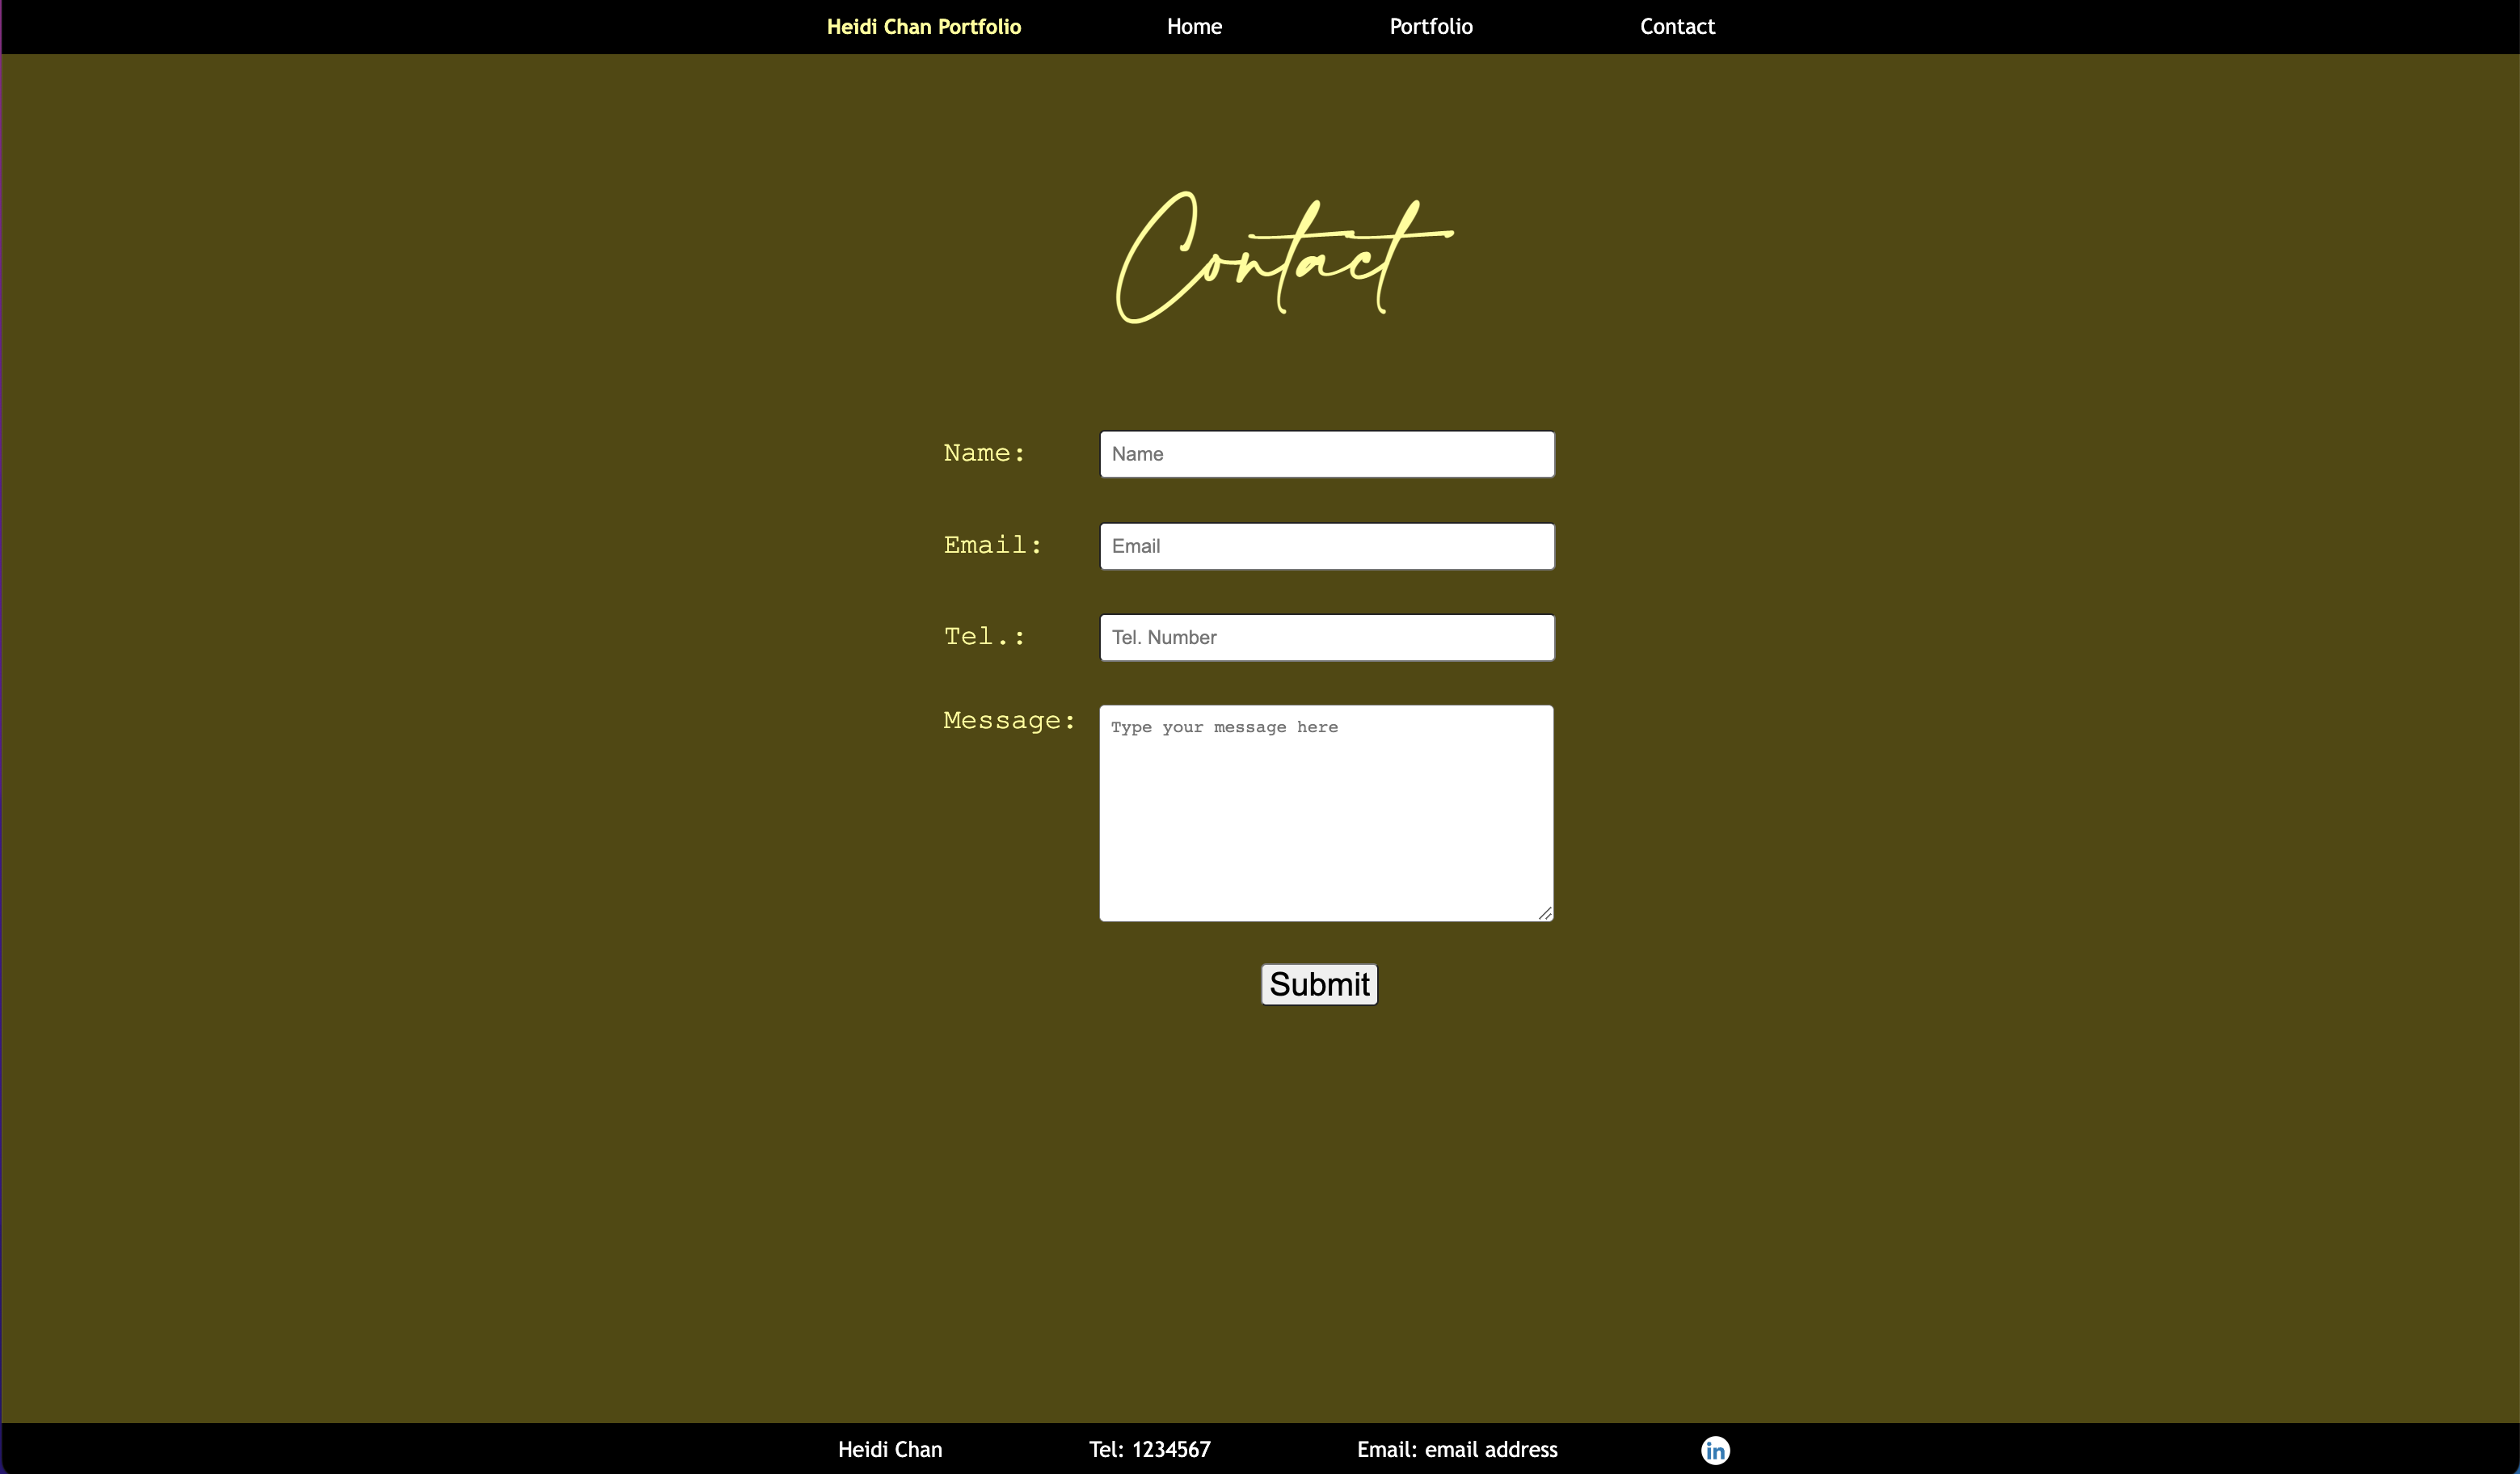 Heidi Chan Portfolio Home Portfolio Contact
Contact
Name: Name
Email: Email
Tel.: Tel. Number
Message: Type your message here
Submit
Heidi Chan Tel: 1234567 Email: email address in